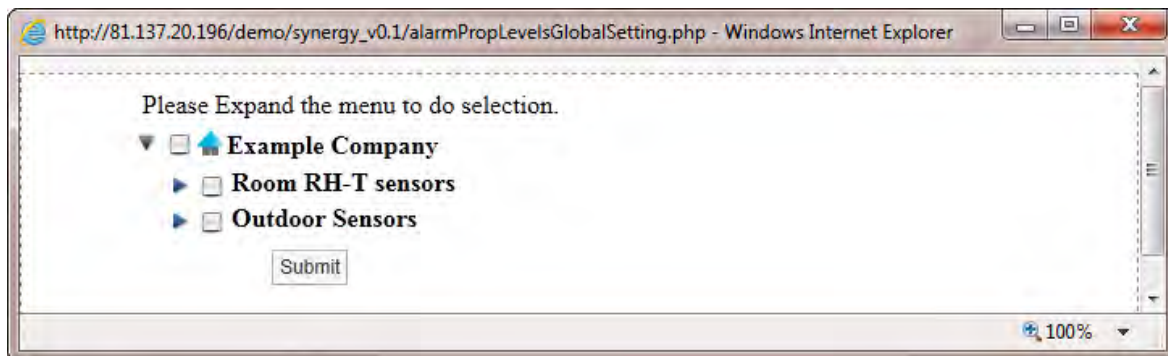 http://81.137.20.196/demo/synergy_v0.1/alarmPropLevelsGlobalSetting.php - Windows Internet Explorer
Please Expand the menu to do selection.
Example Company
Room RH-T sensors
Outdoor Sensors
Submit
100%